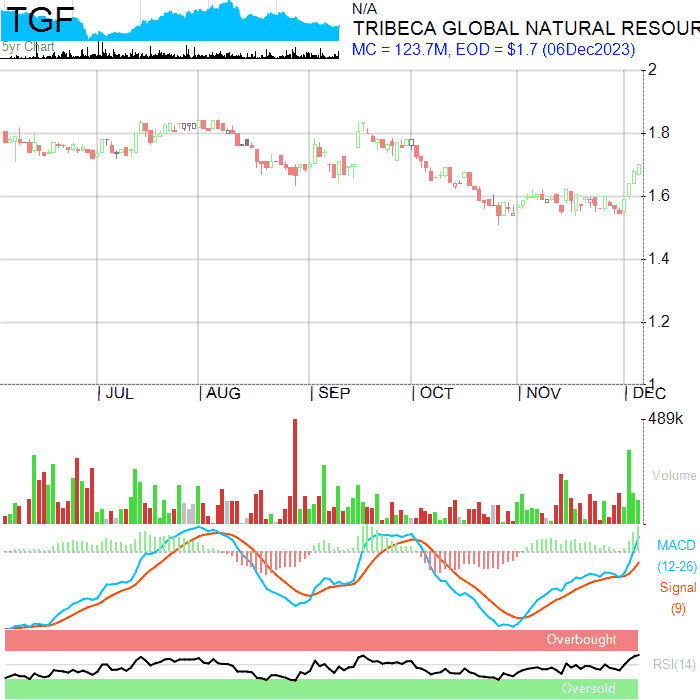 TGF
5yr Chart
N/A
TRIBECA GLOBAL NATURAL RESOUR
MC = 123.7M, EOD = $1.7 (06Dec2023)
2
1.8
1.6
1.4
1.2
1
JUL AUG SEP OCT NOV DEC
489k
Volume
MACD
(12-26)
Signal
(9)
Overbought
RSI(14)
Oversold